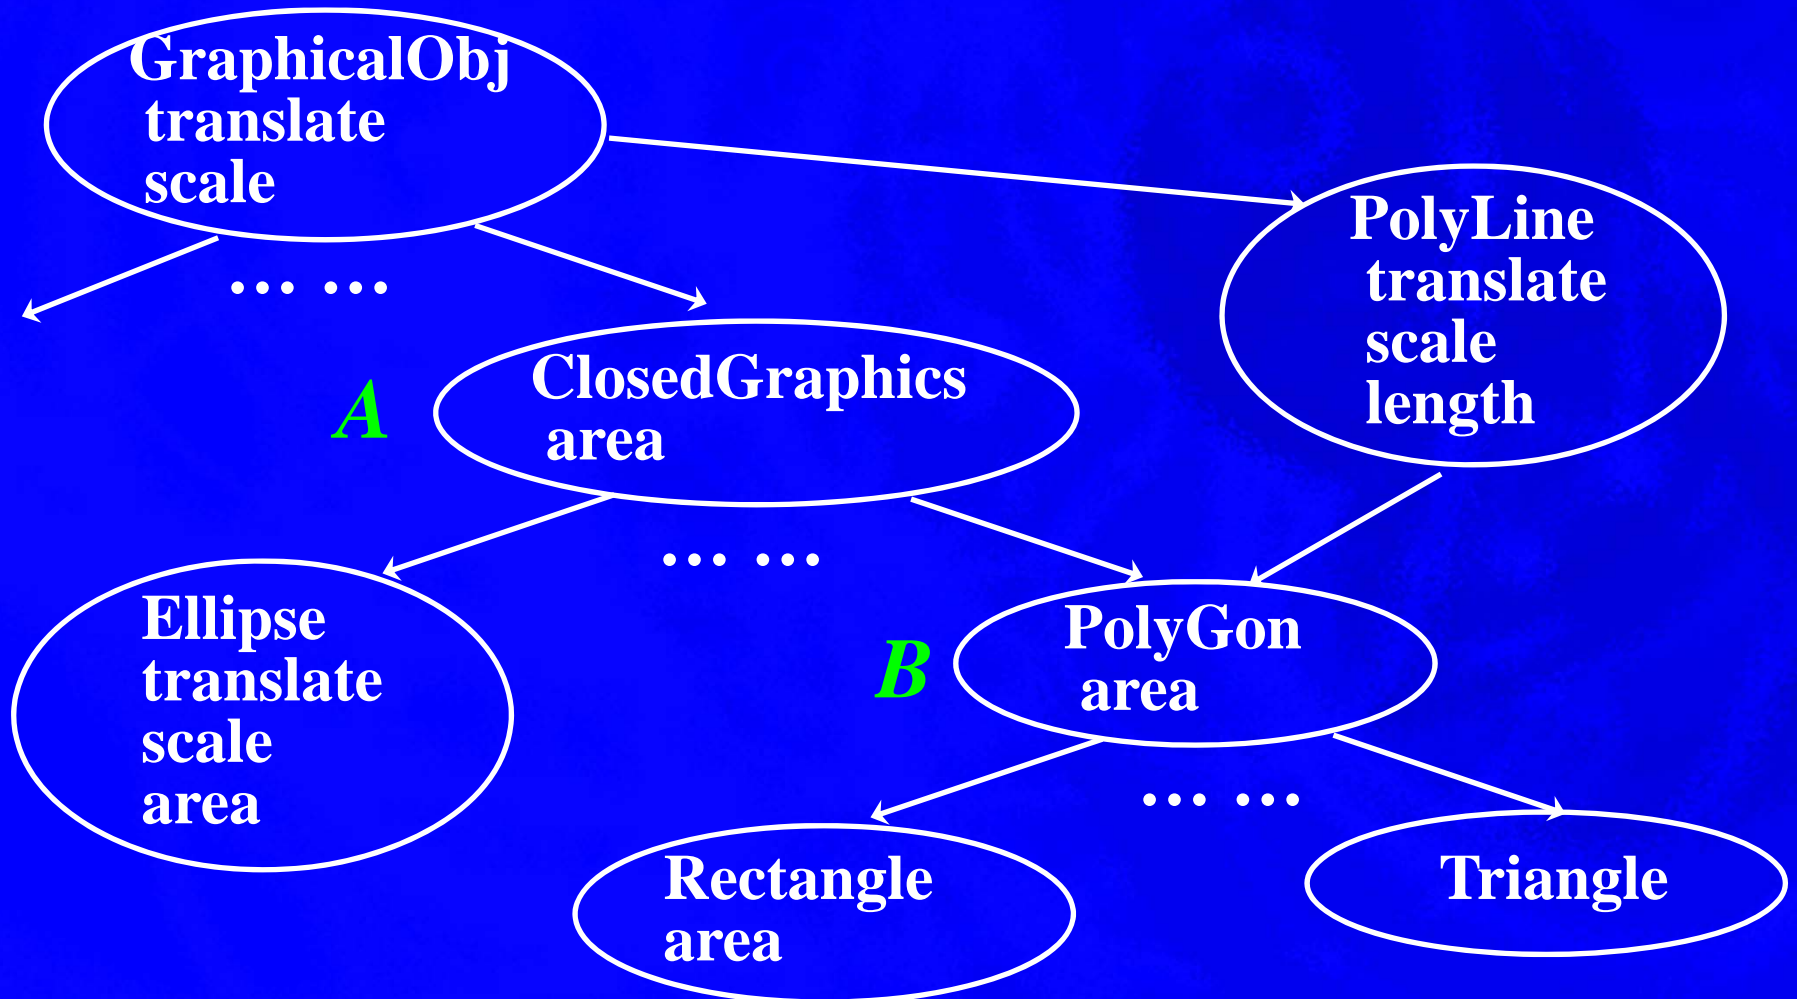 GraphicalObj
translate
scale
... ...
PolyLine
translate
scale
length
A
ClosedGraphics
area
... ...
Ellipse
translate
scale
area
B
PolyGon
area
... ...
Rectangle
area
Triangle